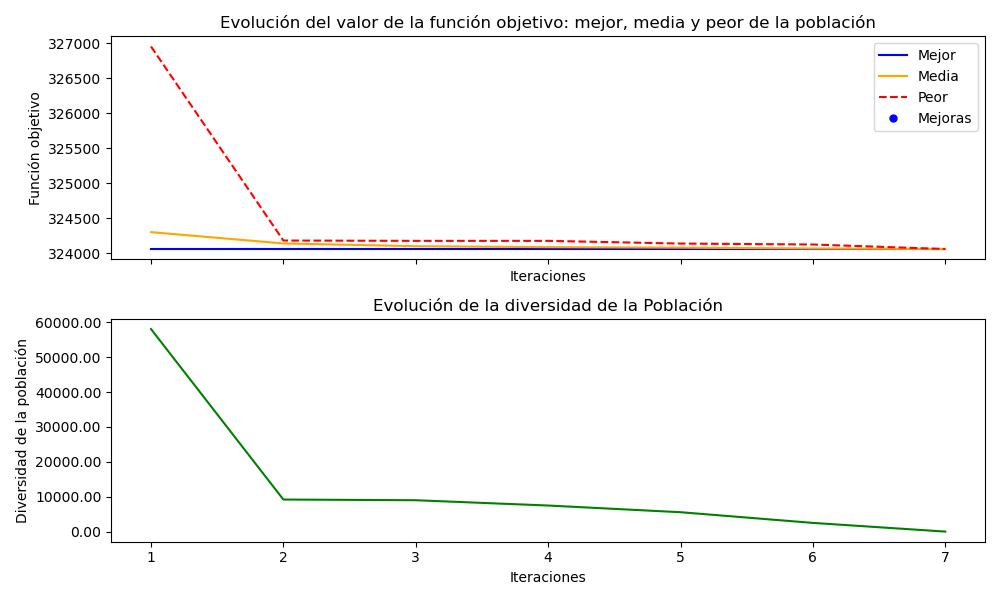 Evolución del valor de la función objetivo: mejor, media y peor de la población
327000
326500
326000
325500
325000
324500
324000
Función objetivo
Mejor
Media
Peor
Mejoras
Iteraciones
Evolución de la diversidad de la Población
60000.00
50000.00
40000.00
30000.00
20000.00
10000.00
0.00
Diversidad de la población
1 2 3 4 5 6 7
Iteraciones